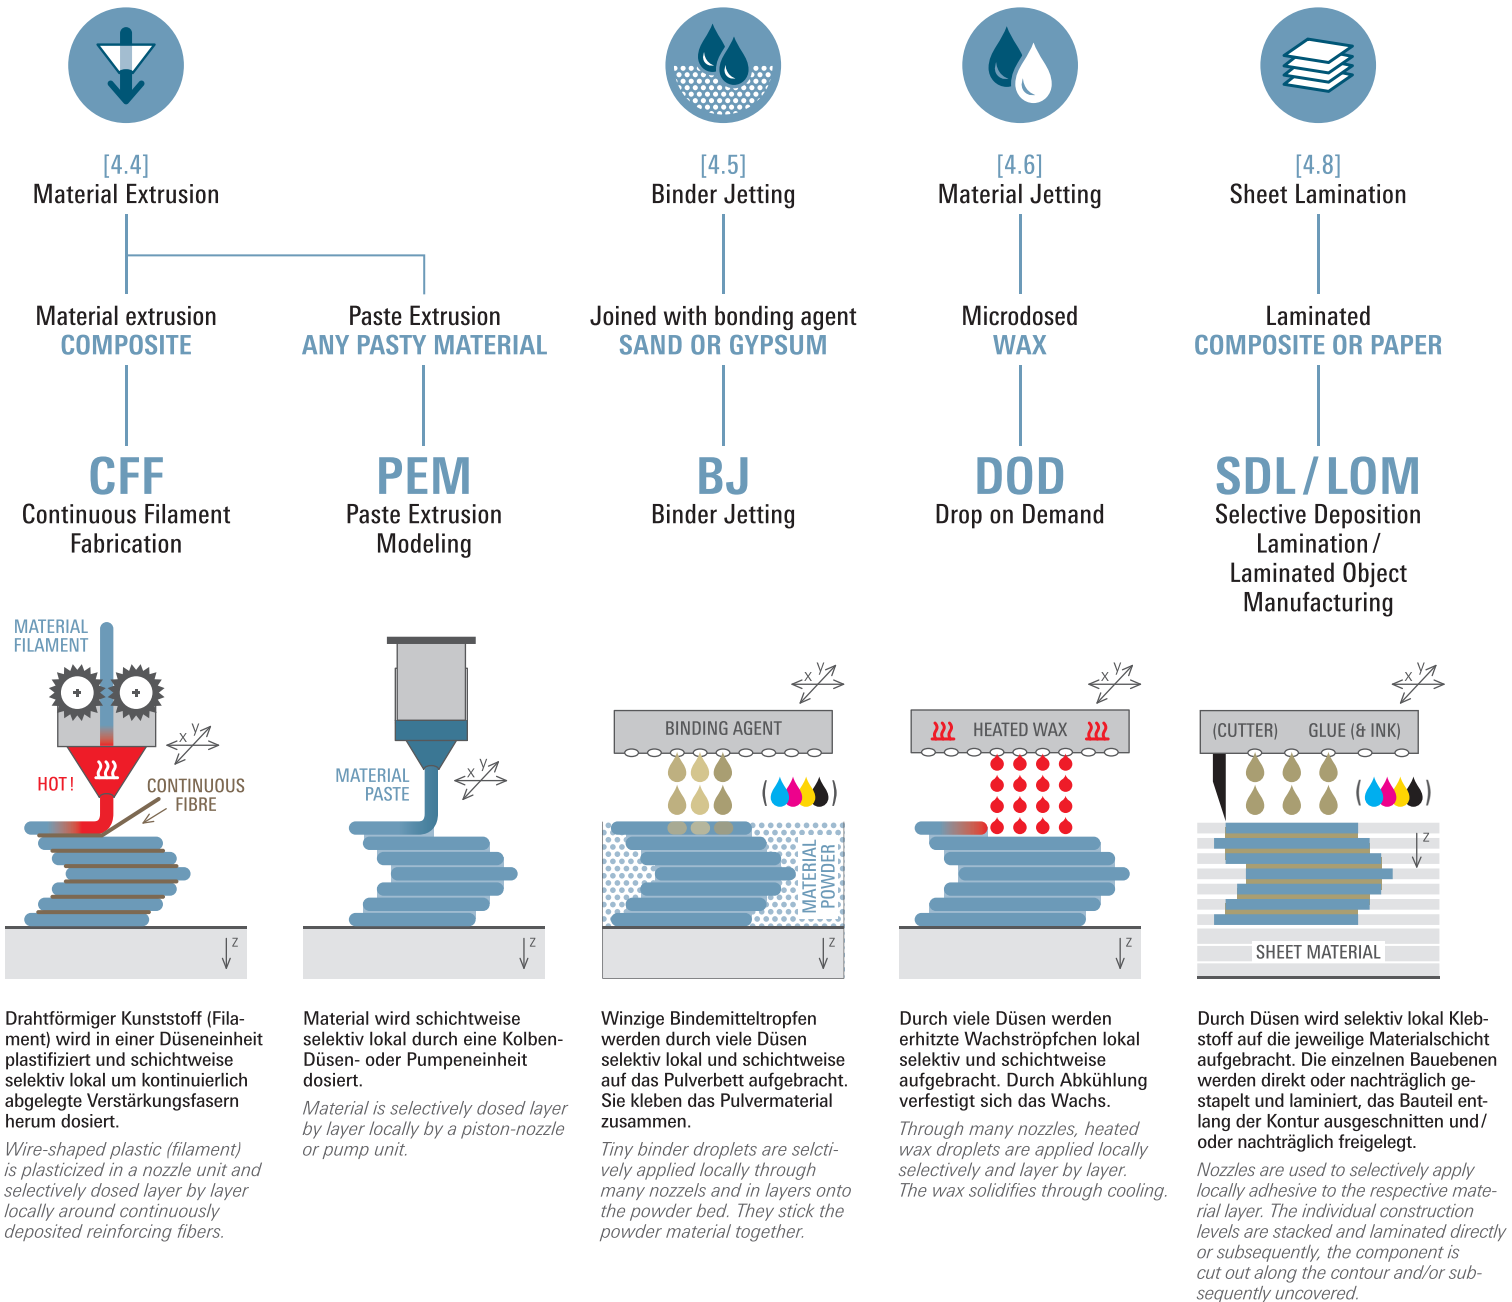 [4.4]
Material Extrusion
[4.5]
Binder Jetting
[4.6]
Material Jetting
[4.8]
Sheet Lamination
Material extrusion
COMPOSITE
Paste Extrusion
ANY PASTY MATERIAL
Joined with bonding agent
SAND OR GYPSUM
Microdosed
WAX
Laminated
COMPOSITE OR PAPER
CFF
Continuous Filament
Fabrication
PEM
Paste Extrusion
Modeling
BJ
Binder Jetting
DOD
Drop on Demand
SDL / LOM
Selective Deposition
Lamination /
Laminated Object
Manufacturing
MATERIAL
FILAMENT
X Y
HOT!
CONTINUOUS
FIBRE
Z
MATERIAL
PASTE
X Y
Z
X Y
BINDING AGENT
( )
MATERIAL
POWDER
Z
X Y
HEATED WAX
Z
X Y
(CUTTER) GLUE (& INK)
( )
Z
SHEET MATERIAL
Drahtförmiger Kunststoff (Fila-
ment) wird in einer Düseneinheit
plastifiziert und schichtweise
selektiv lokal um kontinuierlich
abgelegte Verstärkungsfasern
herum dosiert.
Wire-shaped plastic (filament)
is plasticized in a nozzle unit and
selectively dosed layer by layer
locally around continuously
deposited reinforcing fibers.
Material wird schichtweise
selektiv lokal durch eine Kolben-
Düsen- oder Pumpeneinheit
dosiert.
Material is selectively dosed layer
by layer locally by a piston-nozzle
or pump unit.
Winzige Bindemitteltropfen
werden durch viele Düsen
selektiv lokal und schichtweise
auf das Pulverbett aufgebracht.
Sie kleben das Pulvermaterial
zusammen.
Tiny binder droplets are selcti-
vely applied locally through
many nozzels and in layers onto
the powder bed. They stick the
powder material together.
Durch viele Düsen werden
erhitzte Wachströpfchen lokal
selektiv und schichtweise
aufgebracht. Durch Abkühlung
verfestigt sich das Wachs.
Through many nozzles, heated
wax droplets are applied locally
selectively and layer by layer.
The wax solidifies through cooling.
Durch Düsen wird selektiv lokal Kleb-
stoff auf die jeweilige Materialschicht
aufgebracht. Die einzelnen Bauebenen
werden direkt oder nachträglich ge-
stapelt und laminiert, das Bauteil ent-
lang der Kontur ausgeschnitten und /
oder nachträglich freigelegt.
Nozzles are used to selectively apply
locally adhesive to the respective mate-
rial layer. The individual construction
levels are stacked and laminated directly
or subsequently, the component is
cut out along the contour and/or sub-
sequently uncovered.